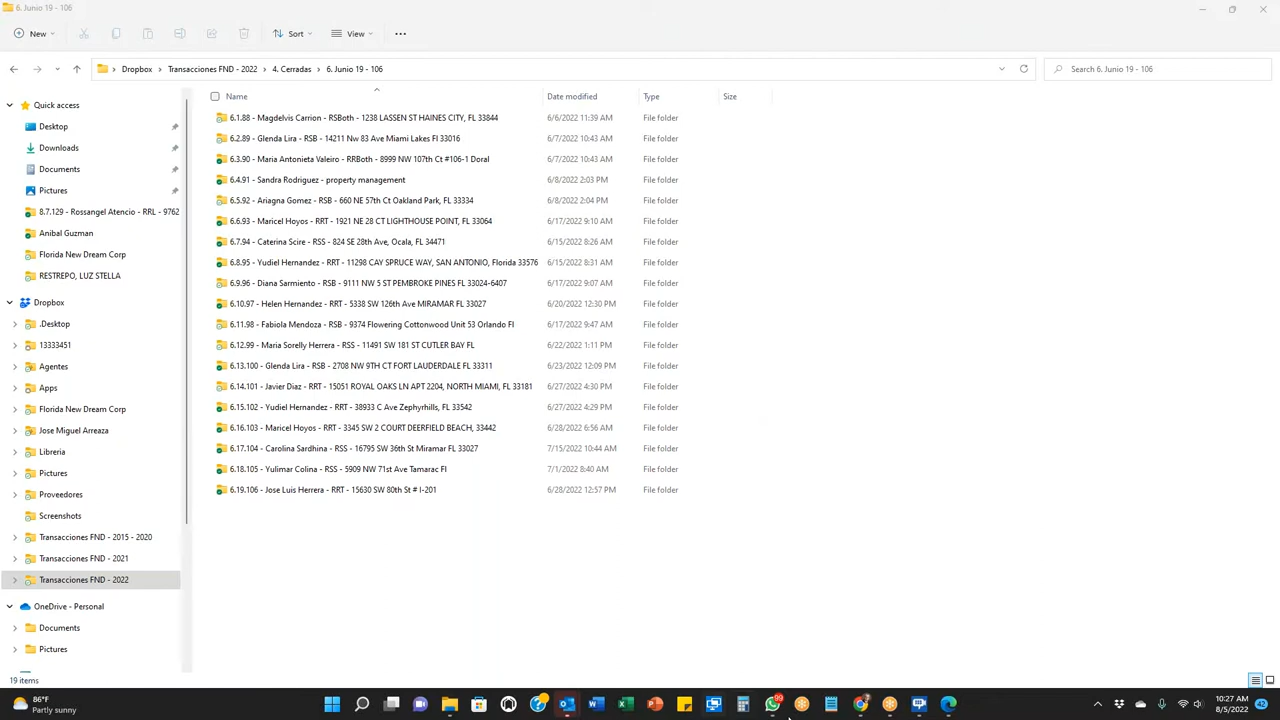 6. Junio 19 - 106
New
Sort
View
Dropbox > Transacciones FND - 2022 > 4. Cerradas > 6. Junio 19 - 106
Search 6. Junio 19 - 106
Name Date modified Type Size
6.1.88 - Magdelvis Carrion - RSBoth - 1238 LASSEN ST HAINES CITY, FL 33844 6/6/2022 11:39 AM File folder
6.2.89 - Glenda Lira - RSB - 14211 Nw 83 Ave Miami Lakes Fl 33016 6/7/2022 10:43 AM File folder
6.3.90 - Maria Antonieta Valeiro - RRBoth - 8999 NW 107th Ct #106-1 Doral 6/7/2022 10:43 AM File folder
6.4.91 - Sandra Rodriguez - property management 6/8/2022 2:03 PM File folder
6.5.92 - Ariagna Gomez - RSB - 660 NE 57th Ct Oakland Park, FL 33334 6/8/2022 2:04 PM File folder
6.6.93 - Maricel Hoyos - RRT - 1921 NE 28 CT LIGHTHOUSE POINT, FL 33064 6/17/2022 9:10 AM File folder
6.7.94 - Caterina Scire - RSS - 824 SE 28th Ave, Ocala, FL 34471 6/15/2022 8:26 AM File folder
6.8.95 - Yudiel Hernandez - RRT - 11298 CAY SPRUCE WAY, SAN ANTONIO, Florida 33576 6/15/2022 8:31 AM File folder
6.9.96 - Diana Sarmiento - RSB - 9111 NW 5 ST PEMBROKE PINES FL 33024-6407 6/17/2022 9:07 AM File folder
6.10.97 - Helen Hernandez - RRT - 5338 SW 126th Ave MIRAMAR FL 33027 6/20/2022 12:30 PM File folder
6.11.98 - Fabiola Mendoza - RSB - 9374 Flowering Cottonwood Unit 53 Orlando Fl 6/17/2022 9:47 AM File folder
6.12.99 - Maria Sorelly Herrera - RSS - 11491 SW 181 ST CUTLER BAY FL 6/22/2022 1:11 PM File folder
6.13.100 - Glenda Lira - RSB - 2708 NW 9TH CT FORT LAUDERDALE FL 33311 6/23/2022 12:09 PM File folder
6.14.101 - Javier Diaz - RRT - 15051 ROYAL OAKS LN APT 2204, NORTH MIAMI, FL 33181 6/27/2022 4:30 PM File folder
6.15.102 - Yudiel Hernandez - RRT - 38933 C Ave Zephyrhills, FL 33542 6/27/2022 4:29 PM File folder
6.16.103 - Maricel Hoyos - RRT - 3345 SW 2 COURT DEERFIELD BEACH, 33442 6/28/2022 6:56 AM File folder
6.17.104 - Carolina Sardhina - RSS - 16795 SW 36th St Miramar FL 33027 7/15/2022 10:44 AM File folder
6.18.105 - Yulimar Colina - RSS - 5909 NW 71st Ave Tamarac Fl 7/1/2022 8:40 AM File folder
6.19.106 - Jose Luis Herrera - RRT - 15630 SW 80th St # I-201 6/28/2022 12:57 PM File folder
Quick access
Desktop
Downloads
Documents
Pictures
8.7.129 - Rossangel Atencio - RRL - 9762
Anibal Guzman
Florida New Dream Corp
RESTREPO, LUZ STELLA
Dropbox
.Desktop
13333451
Agentes
Apps
Florida New Dream Corp
Jose Miguel Arreaza
Libreria
Pictures
Proveedores
Screenshots
Transacciones FND - 2015 - 2020
Transacciones FND - 2021
Transacciones FND - 2022
OneDrive - Personal
Documents
Pictures
19 items
86°F
Partly sunny
99
10:27 AM
8/5/2022
42